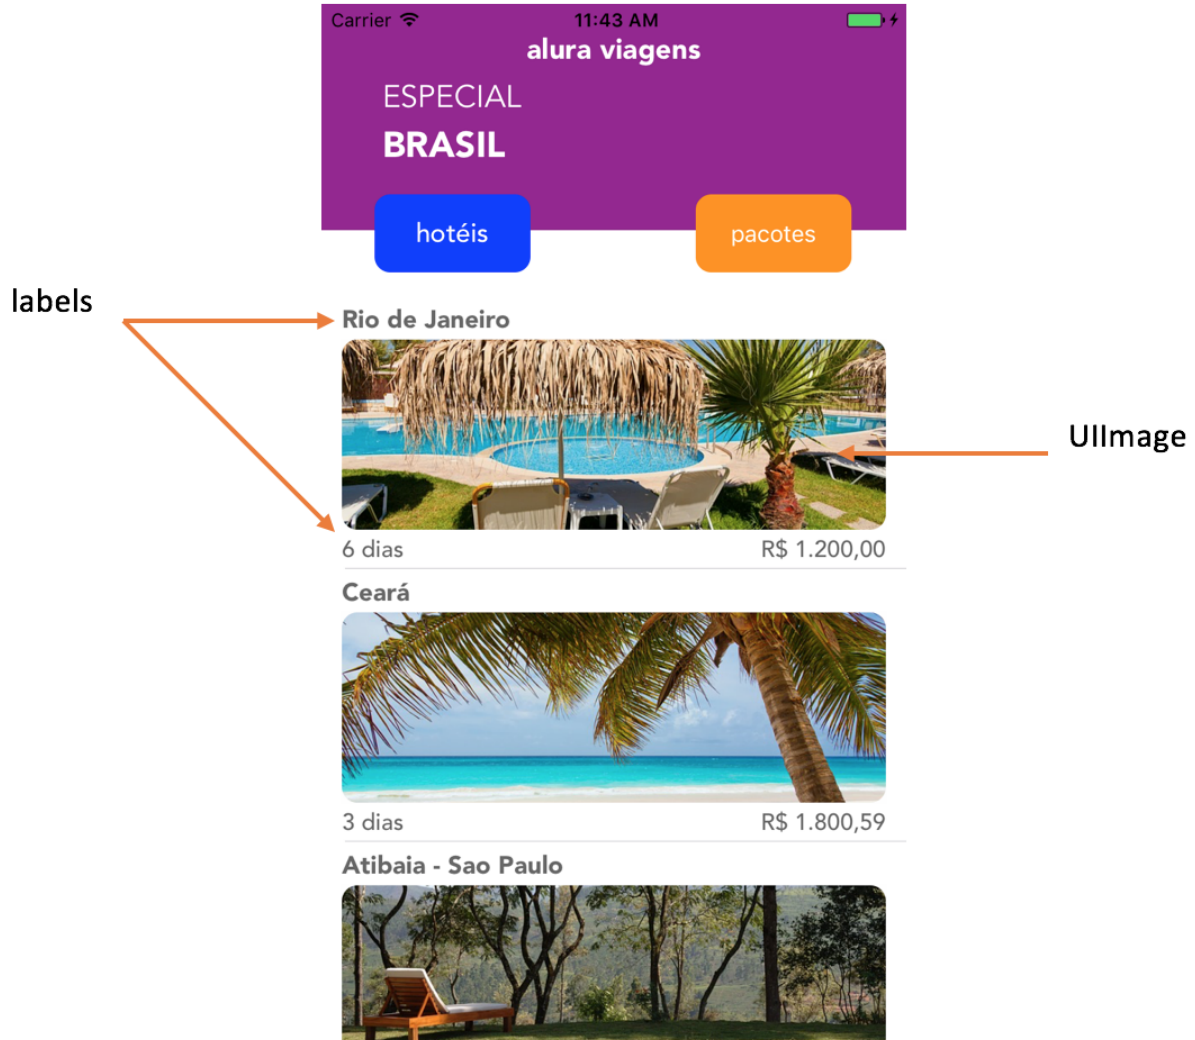 Carrier 11:43 AM
alura viagens
ESPECIAL
BRASIL
hotéis pacotes
labels
Rio de Janeiro
UIImage
6 dias R$ 1.200,00
Ceará
3 dias R$ 1.800,59
Atibaia - Sao Paulo